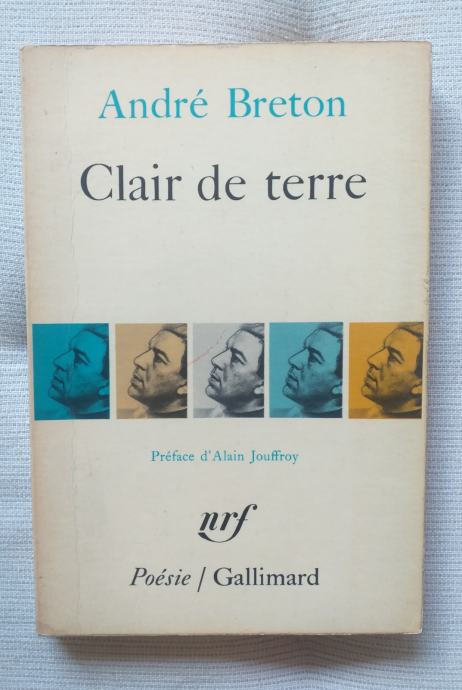 André Breton
Clair de terre
Préface d'Alain Jouffroy
nrf
Poésie / Gallimard